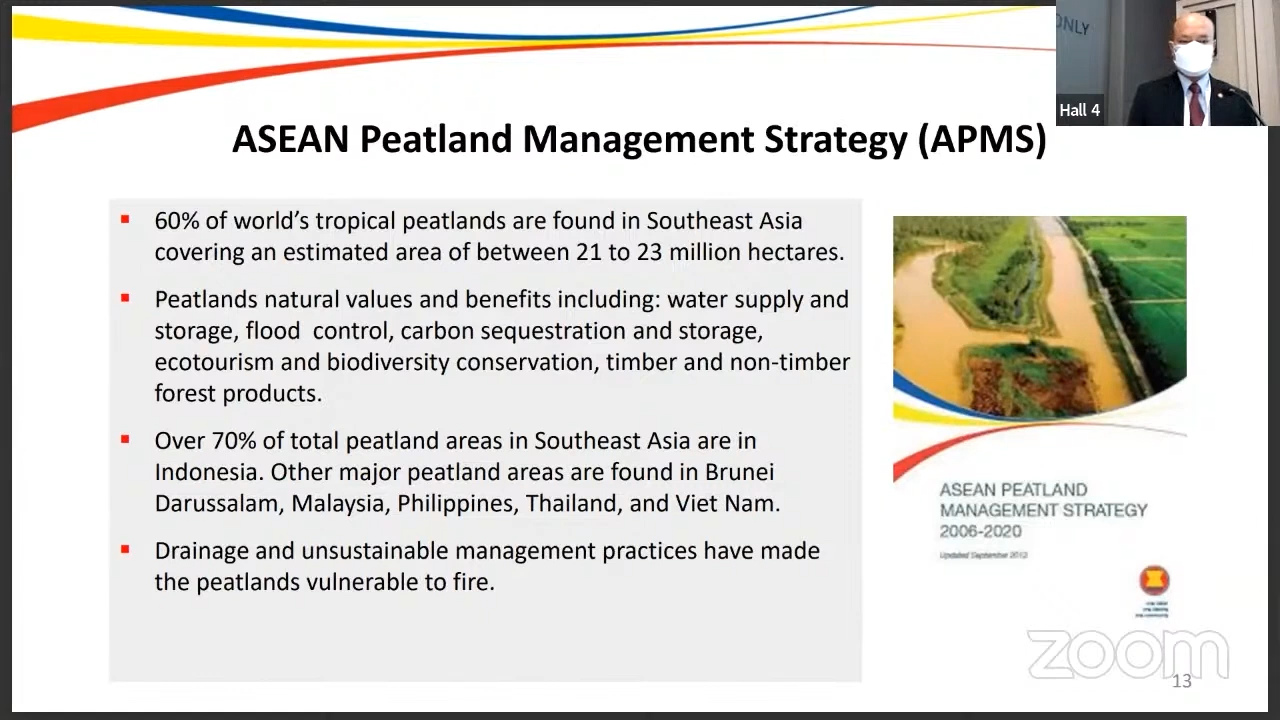 ONLY
Hall 4
ASEAN Peatland Management Strategy (APMS)
▪ 60% of world’s tropical peatlands are found in Southeast Asia
covering an estimated area of between 21 to 23 million hectares.
▪ Peatlands natural values and benefits including: water supply and
storage, flood control, carbon sequestration and storage,
ecotourism and biodiversity conservation, timber and non-timber
forest products.
▪ Over 70% of total peatland areas in Southeast Asia are in
Indonesia. Other major peatland areas are found in Brunei
Darussalam, Malaysia, Philippines, Thailand, and Viet Nam.
▪ Drainage and unsustainable management practices have made
the peatlands vulnerable to fire.
ASEAN PEATLAND
MANAGEMENT STRATEGY
2006-2020
Updated September 2013
zoom
13